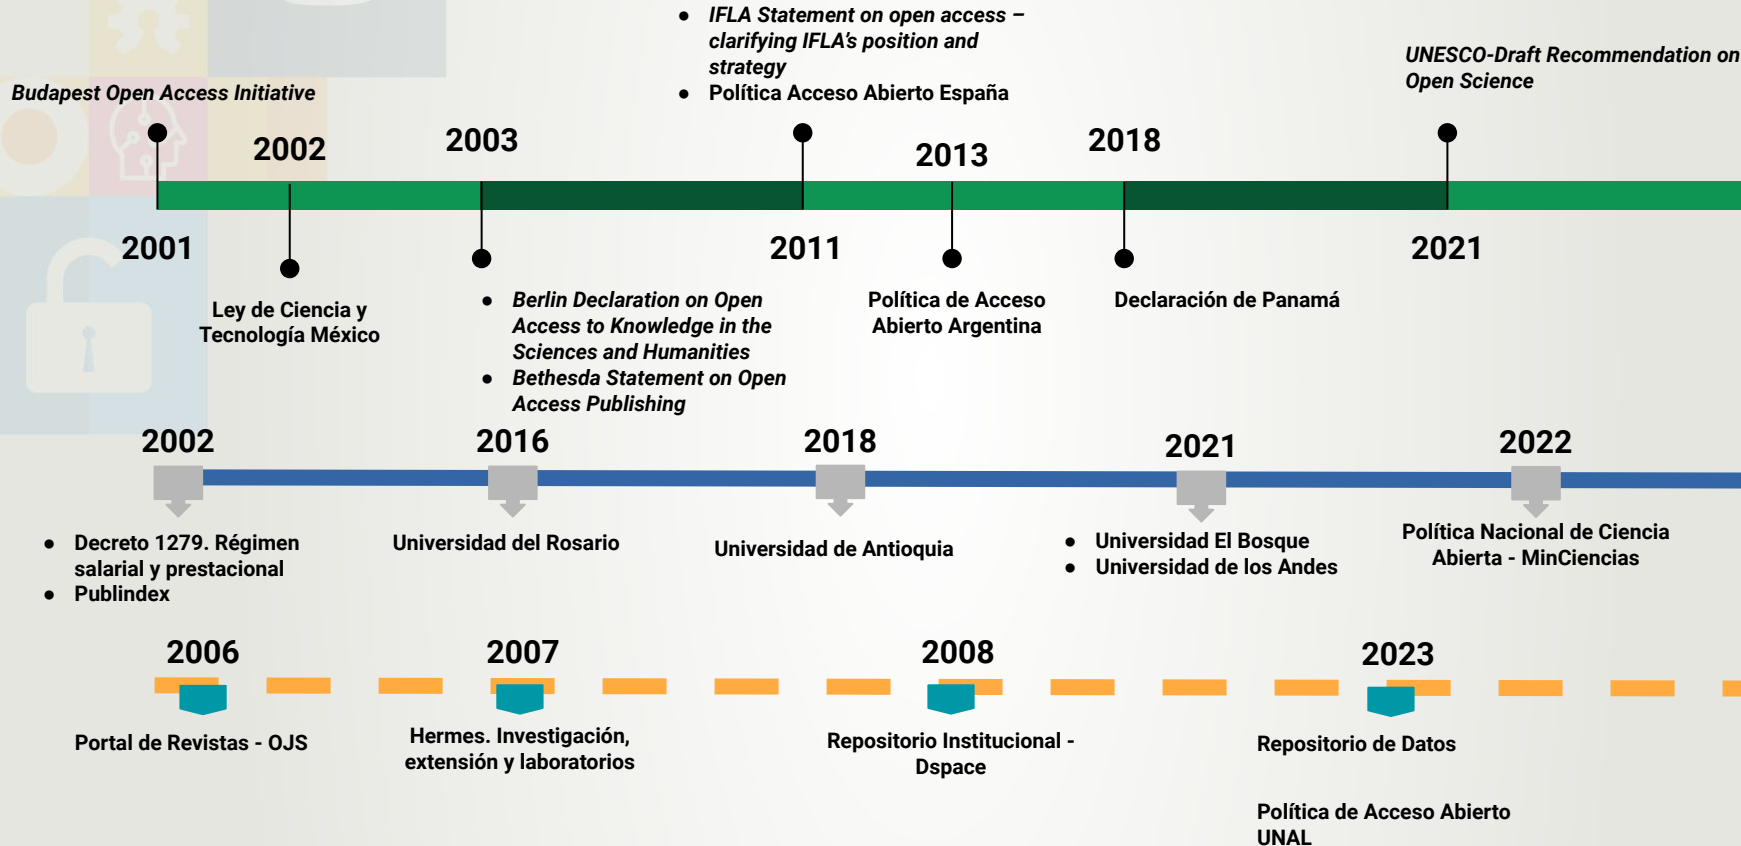 ● IFLA Statement on open access –
clarifying IFLA's position and
strategy
● Política Acceso Abierto España
UNESCO-Draft Recommendation on
Open Science
Budapest Open Access Initiative
2002
2003
2013
2018
2001
2011
2021
Ley de Ciencia y
Tecnología México
● Berlin Declaration on Open
Access to Knowledge in the
Sciences and Humanities
● Bethesda Statement on Open
Access Publishing
Política de Acceso
Abierto Argentina
Declaración de Panamá
2002
2016
2018
2021
2022
● Decreto 1279. Régimen
salarial y prestacional
● Publindex
Universidad del Rosario
Universidad de Antioquia
● Universidad El Bosque
● Universidad de los Andes
Política Nacional de Ciencia
Abierta - MinCiencias
2006
2007
2008
2023
Portal de Revistas - OJS
Hermes. Investigación,
extensión y laboratorios
Repositorio Institucional -
Dspace
Repositorio de Datos
Política de Acceso Abierto
UNAL